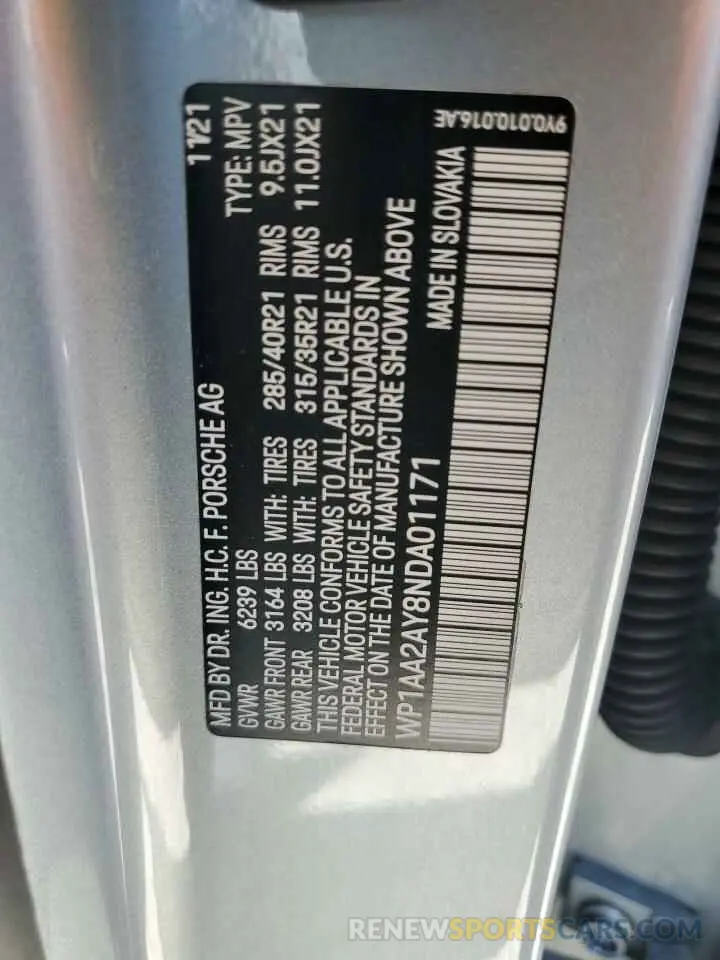 MFD BY DR. ING. H.C. F. PORSCHE AG 11/21
GVWR 6239 LBS TYPE: MPV
GAWR FRONT 3164 LBS WITH: TIRES 285/40R21 RIMS 9.5JX21
GAWR REAR 3208 LBS WITH: TIRES 315/35R21 RIMS 11.0JX21
THIS VEHICLE CONFORMS TO ALL APPLICABLE U.S.
FEDERAL MOTOR VEHICLE SAFETY STANDARDS IN
EFFECT ON THE DATE OF MANUFACTURE SHOWN ABOVE
WP1AA2AY8NDA01171 MADE IN SLOVAKIA
9Y0.010.016.AE
RENEWSPORTSCARS.COM